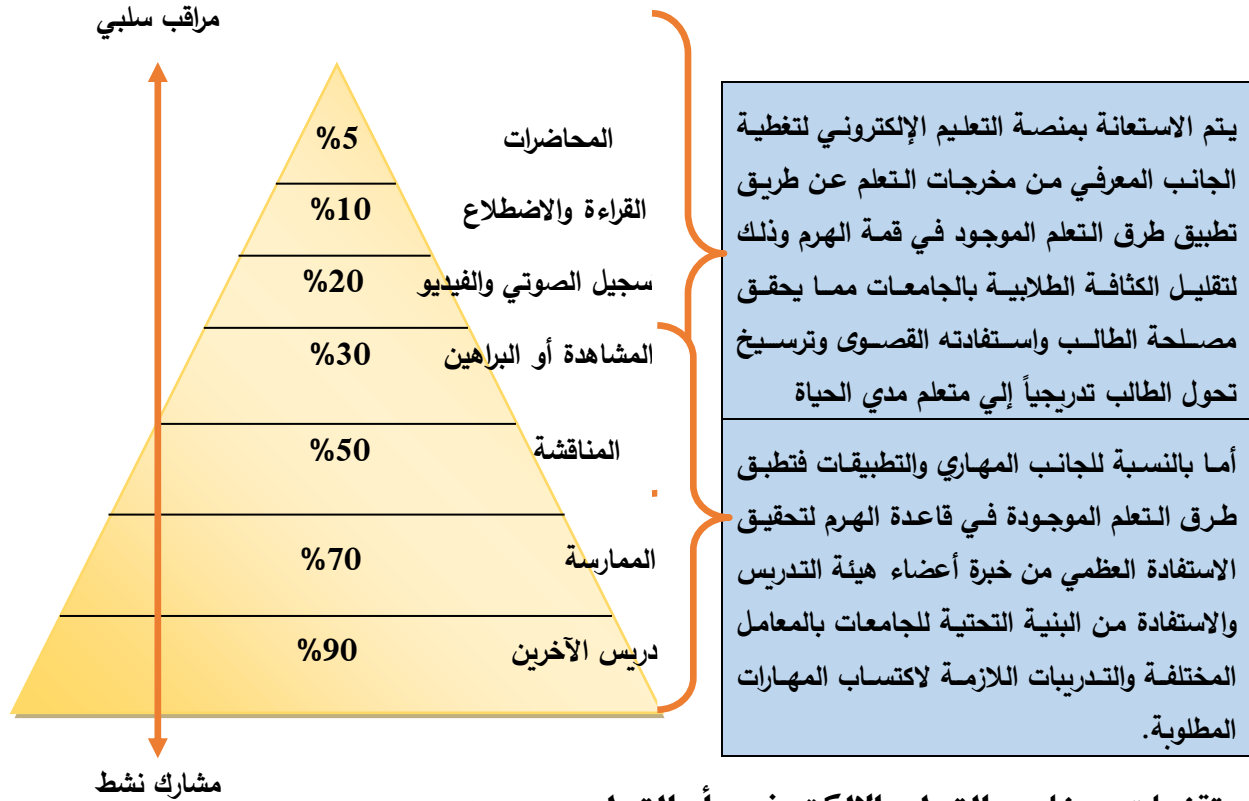 مراقب سلبي
%5 المحاضرات
%10 القراءة والاضطلاع
%20 سجيل الصوتي والفيديو
%30 المشاهدة أو البراهين
%50 المناقشة
%70 الممارسة
%90 دريس الآخرين
مشارك نشط
يتم الاستعانة بمنصة التعليم الإلكتروني لتغطية
الجانب المعرفي من مخرجات التعلم عن طريق
تطبيق طرق التعلم الموجود في قمة الهرم وذلك
لتقليل الكثافة الطلابية بالجامعات مما يحقق
مصلحة الطالب واستفادته القصوى وترسيخ
تحول الطالب تدريجياً إلي متعلم مدي الحياة
أما بالنسبة للجانب المهاري والتطبيقات فتطبق
طرق التعلم الموجودة في قاعدة الهرم لتحقيق
الاستفادة العظمي من خبرة أعضاء هيئة التدريس
والاستفادة من البنية التحتية للجامعات بالمعامل
المختلفة والتدريبات اللازمة لاكتساب المهارات
المطلوبة.